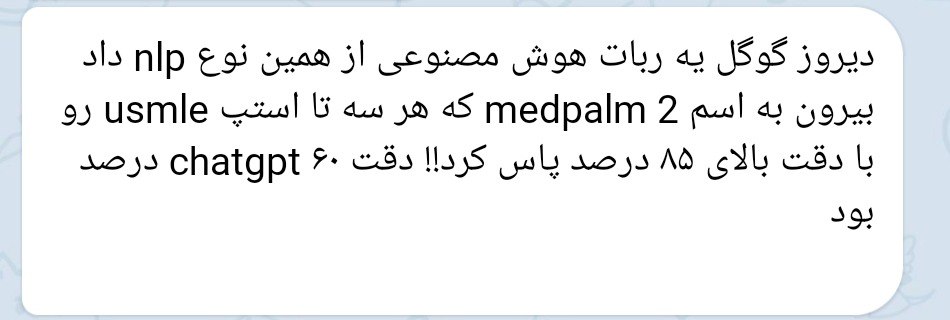 دیروز گوگل یه ربات هوش مصنوعی از همین نوع nlp داد
بیرون به اسم medpalm 2 که هر سه تا استپ usmle رو
با دقت بالای ۸۵ درصد پاس کرد!! دقت chatgpt ۶۰ درصد
بود